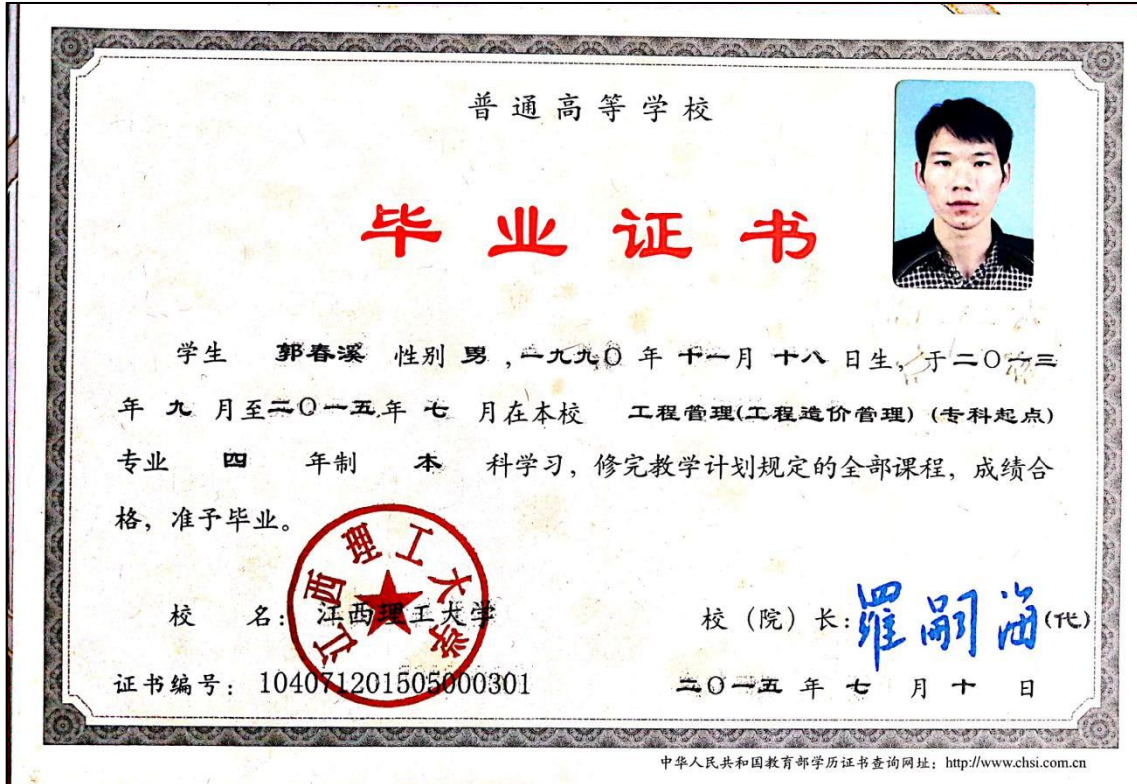 普通高等学校
毕业证书
学生 郭春溪 性别 男 ,一九九〇 年 十一月 十八 日生, 于二〇一三
年 九 月至二〇一五年 七 月在本校 工程管理(工程造价管理) (专科起点)
专业 四 年制 本 科学习, 修完教学计划规定的全部课程, 成绩合
格, 准予毕业。
江西理工大学
校 名: 江西理工大学
校 (院) 长: 罗嗣海(代)
证书编号: 104071201505000301
二〇一五 年 七 月 十 日
中华人民共和国教育部学历证书查询网址: http://www.chsi.com.cn